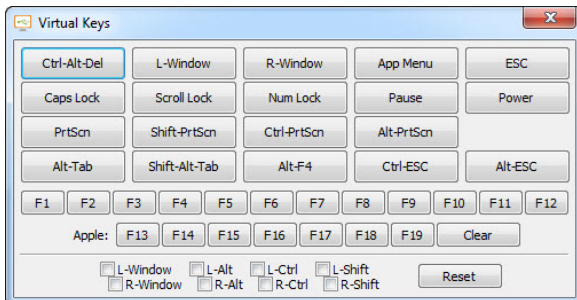 Virtual Keys
Ctrl-Alt-Del L-Window R-Window App Menu ESC
Caps Lock Scroll Lock Num Lock Pause Power
PrtScn Shift-PrtScn Ctrl-PrtScn Alt-PrtScn
Alt-Tab Shift-Alt-Tab Alt-F4 Ctrl-ESC Alt-ESC
F1 F2 F3 F4 F5 F6 F7 F8 F9 F10 F11 F12
Apple: F13 F14 F15 F16 F17 F18 F19 Clear
L-Window L-Alt L-Ctrl L-Shift
R-Window R-Alt R-Ctrl R-Shift
Reset